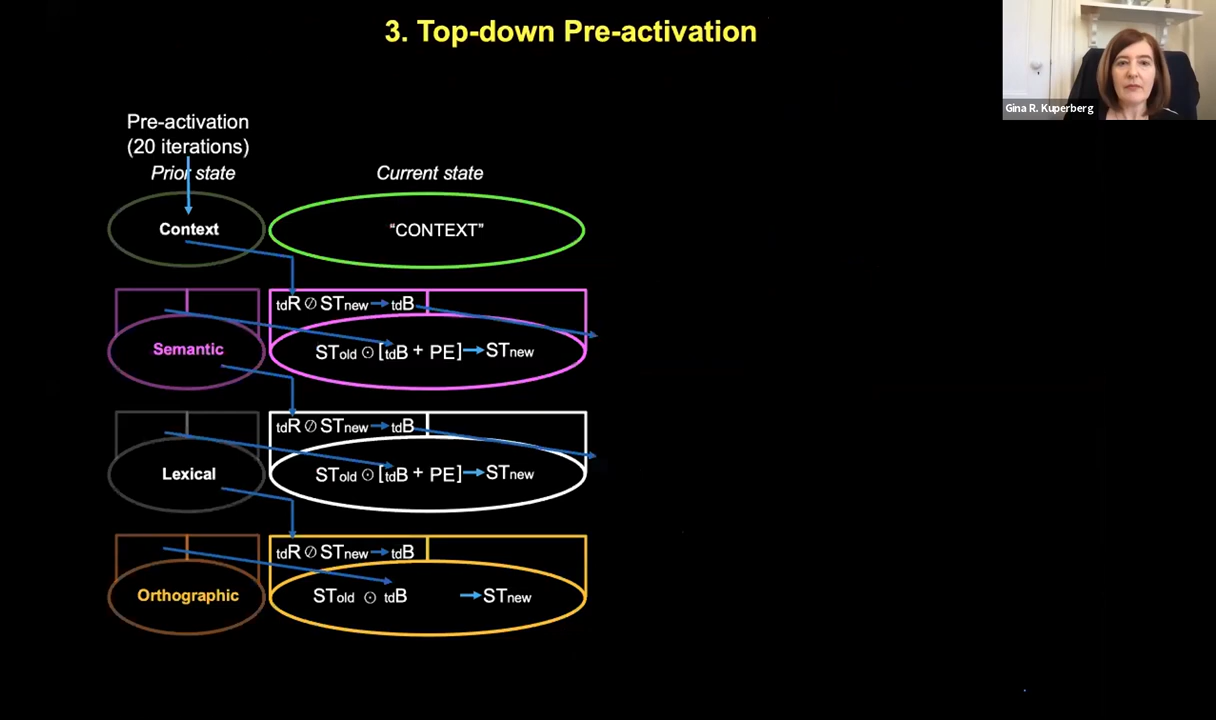 3. Top-down Pre-activation
Gina R. Kuperberg
Pre-activation
(20 iterations)
Prior state
Current state
Context
"CONTEXT"
tdR ⊘ STnew → tdB
Semantic
STold ⊙ [tdB + PE] → STnew
tdR ⊘ STnew → tdB
Lexical
STold ⊙ [tdB + PE] → STnew
tdR ⊘ STnew → tdB
Orthographic
STold ⊙ tdB → STnew